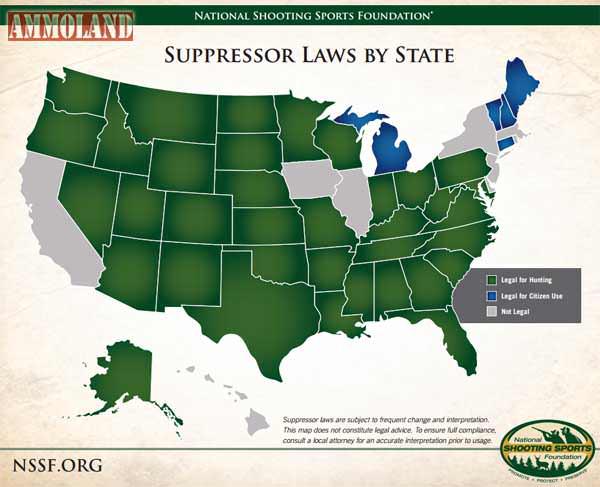 AMMOLAND
National Shooting Sports Foundation®
Suppressor Laws by State
Legal for Hunting
Legal for Citizen Use
Not Legal
Suppressor laws are subject to frequent change and interpretation.
This map does not constitute legal advice. To ensure full compliance,
consult a local attorney for an accurate interpretation prior to usage.
NSSF.ORG
National
SHOOTING SPORTS
Foundation
PROMOTE • PROTECT • PRESERVE